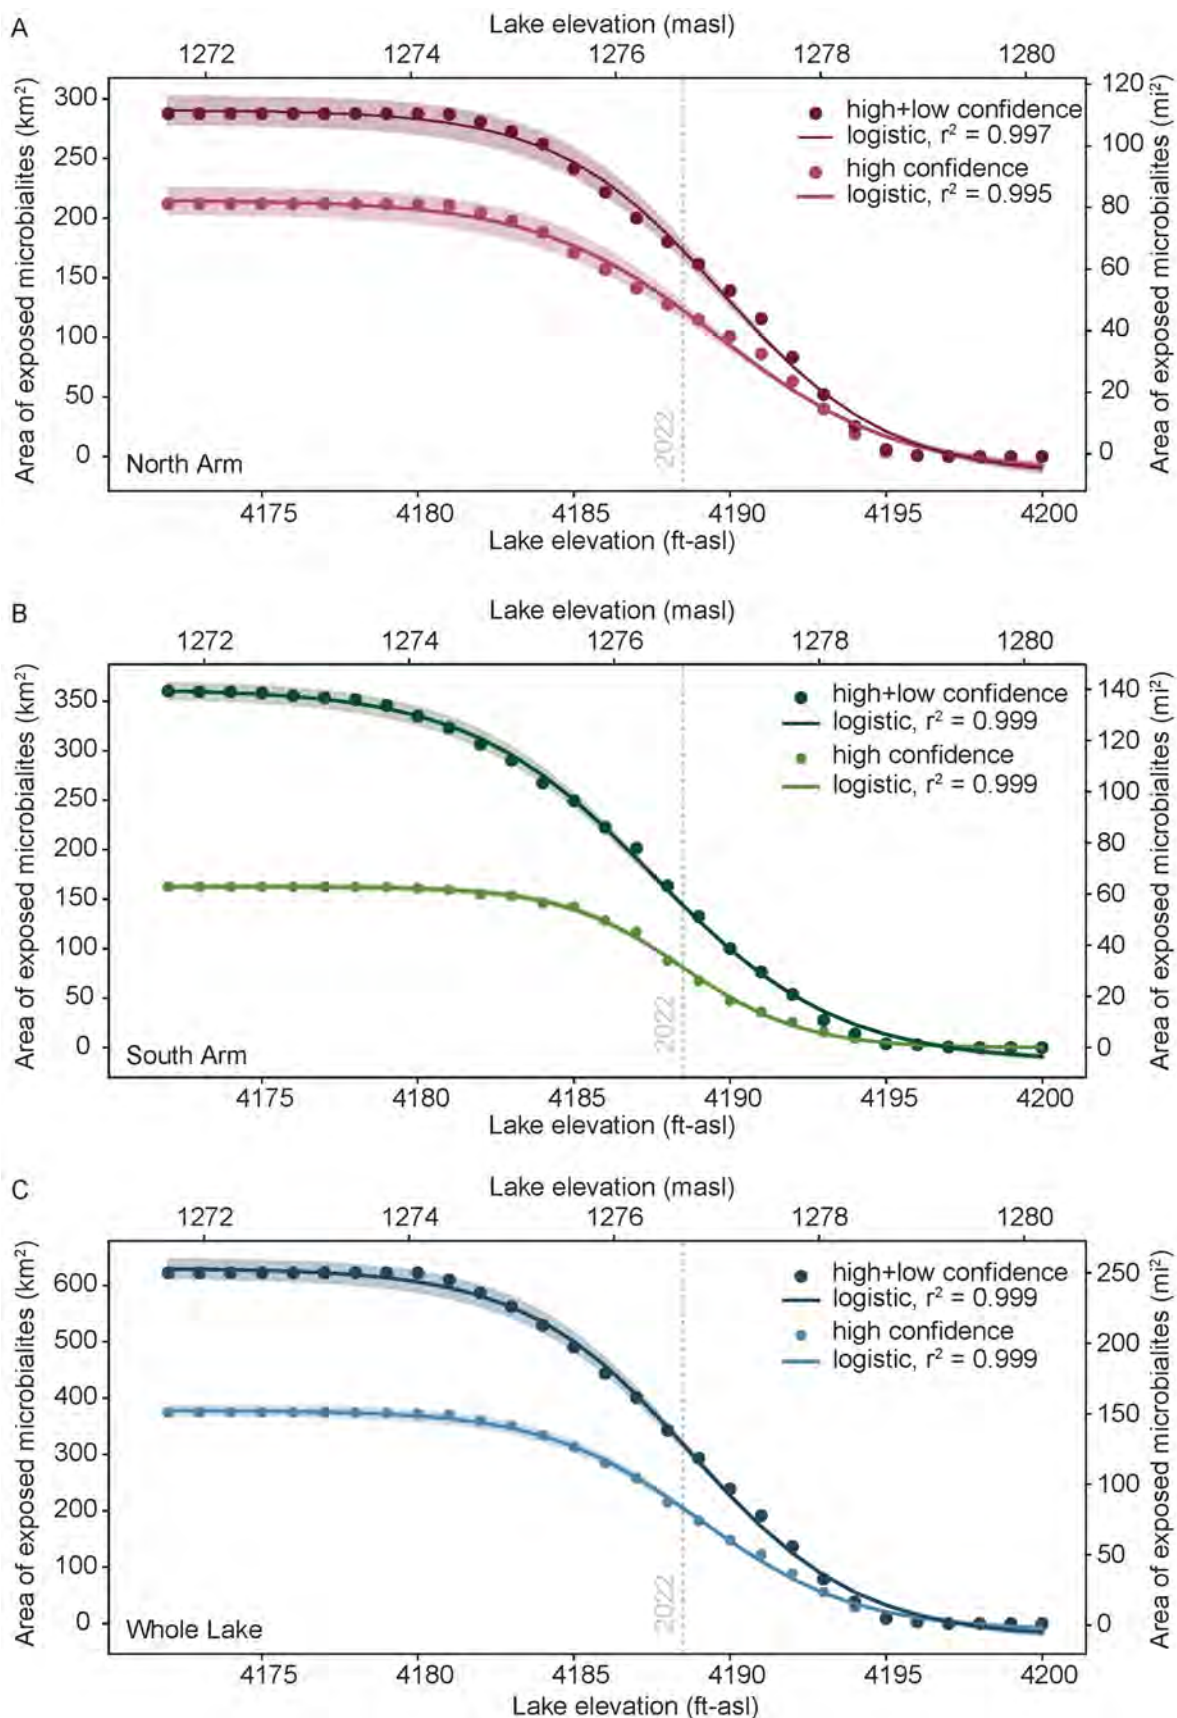 A
Lake elevation (masl)
1272 1274 1276 1278 1280
Area of exposed microbialites (km²)
300
250
200
150
100
50
0
120
100
80
60
40
20
0
Area of exposed microbialites (mi²)
high+low confidence
logistic, r² = 0.997
high confidence
logistic, r² = 0.995
2022
North Arm
4175 4180 4185 4190 4195 4200
Lake elevation (ft-asl)
B
Lake elevation (masl)
1272 1274 1276 1278 1280
Area of exposed microbialites (km²)
350
300
250
200
150
100
50
0
140
120
100
80
60
40
20
0
Area of exposed microbialites (mi²)
high+low confidence
logistic, r² = 0.999
high confidence
logistic, r² = 0.999
2022
South Arm
4175 4180 4185 4190 4195 4200
Lake elevation (ft-asl)
C
Lake elevation (masl)
1272 1274 1276 1278 1280
Area of exposed microbialites (km²)
600
500
400
300
200
100
0
250
200
150
100
50
0
Area of exposed microbialites (mi²)
high+low confidence
logistic, r² = 0.999
high confidence
logistic, r² = 0.999
2022
Whole Lake
4175 4180 4185 4190 4195 4200
Lake elevation (ft-asl)